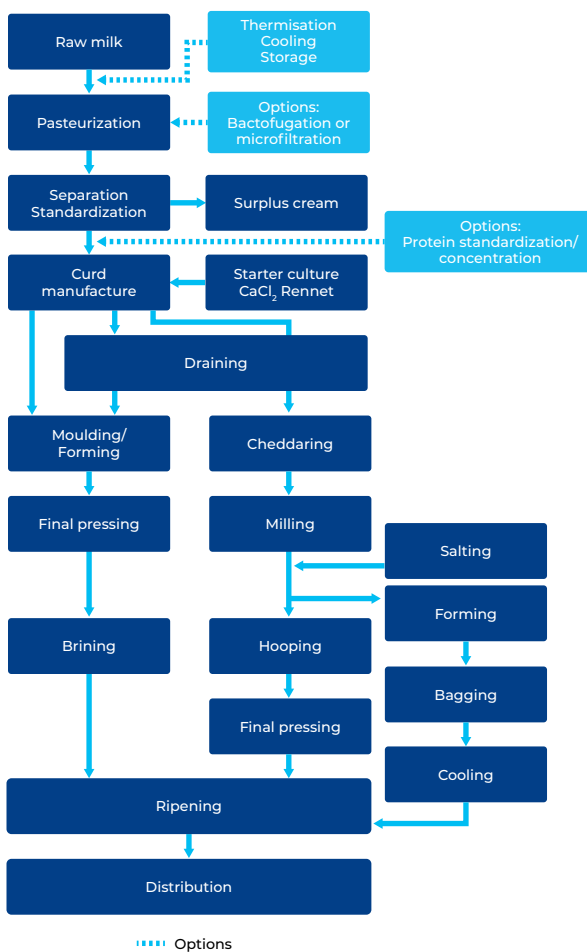 Raw milk
Thermisation
Cooling
Storage
Pasteurization
Options:
Bactofugation or
microfiltration
Separation
Standardization
Surplus cream
Options:
Protein standardization/
concentration
Curd
manufacture
Starter culture
CaCl₂ Rennet
Draining
Moulding/
Forming
Cheddaring
Final pressing
Milling
Salting
Forming
Brining
Hooping
Bagging
Final pressing
Cooling
Ripening
Distribution
Options